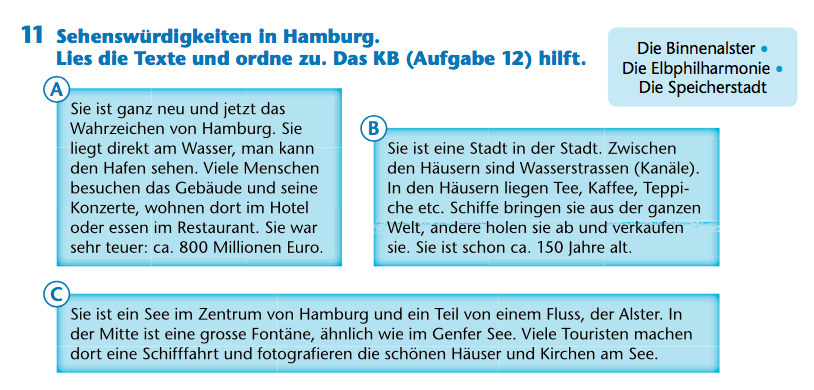 11 Sehenswürdigkeiten in Hamburg.
Lies die Texte und ordne zu. Das KB (Aufgabe 12) hilft.
Die Binnenalster •
Die Elbphilharmonie •
Die Speicherstadt
A
Sie ist ganz neu und jetzt das
Wahrzeichen von Hamburg. Sie
liegt direkt am Wasser, man kann
den Hafen sehen. Viele Menschen
besuchen das Gebäude und seine
Konzerte, wohnen dort im Hotel
oder essen im Restaurant. Sie war
sehr teuer: ca. 800 Millionen Euro.
B
Sie ist eine Stadt in der Stadt. Zwischen
den Häusern sind Wasserstrassen (Kanäle).
In den Häusern liegen Tee, Kaffee, Teppi-
che etc. Schiffe bringen sie aus der ganzen
Welt, andere holen sie ab und verkaufen
sie. Sie ist schon ca. 150 Jahre alt.
C
Sie ist ein See im Zentrum von Hamburg und ein Teil von einem Fluss, der Alster. In
der Mitte ist eine grosse Fontäne, ähnlich wie im Genfer See. Viele Touristen machen
dort eine Schifffahrt und fotografieren die schönen Häuser und Kirchen am See.